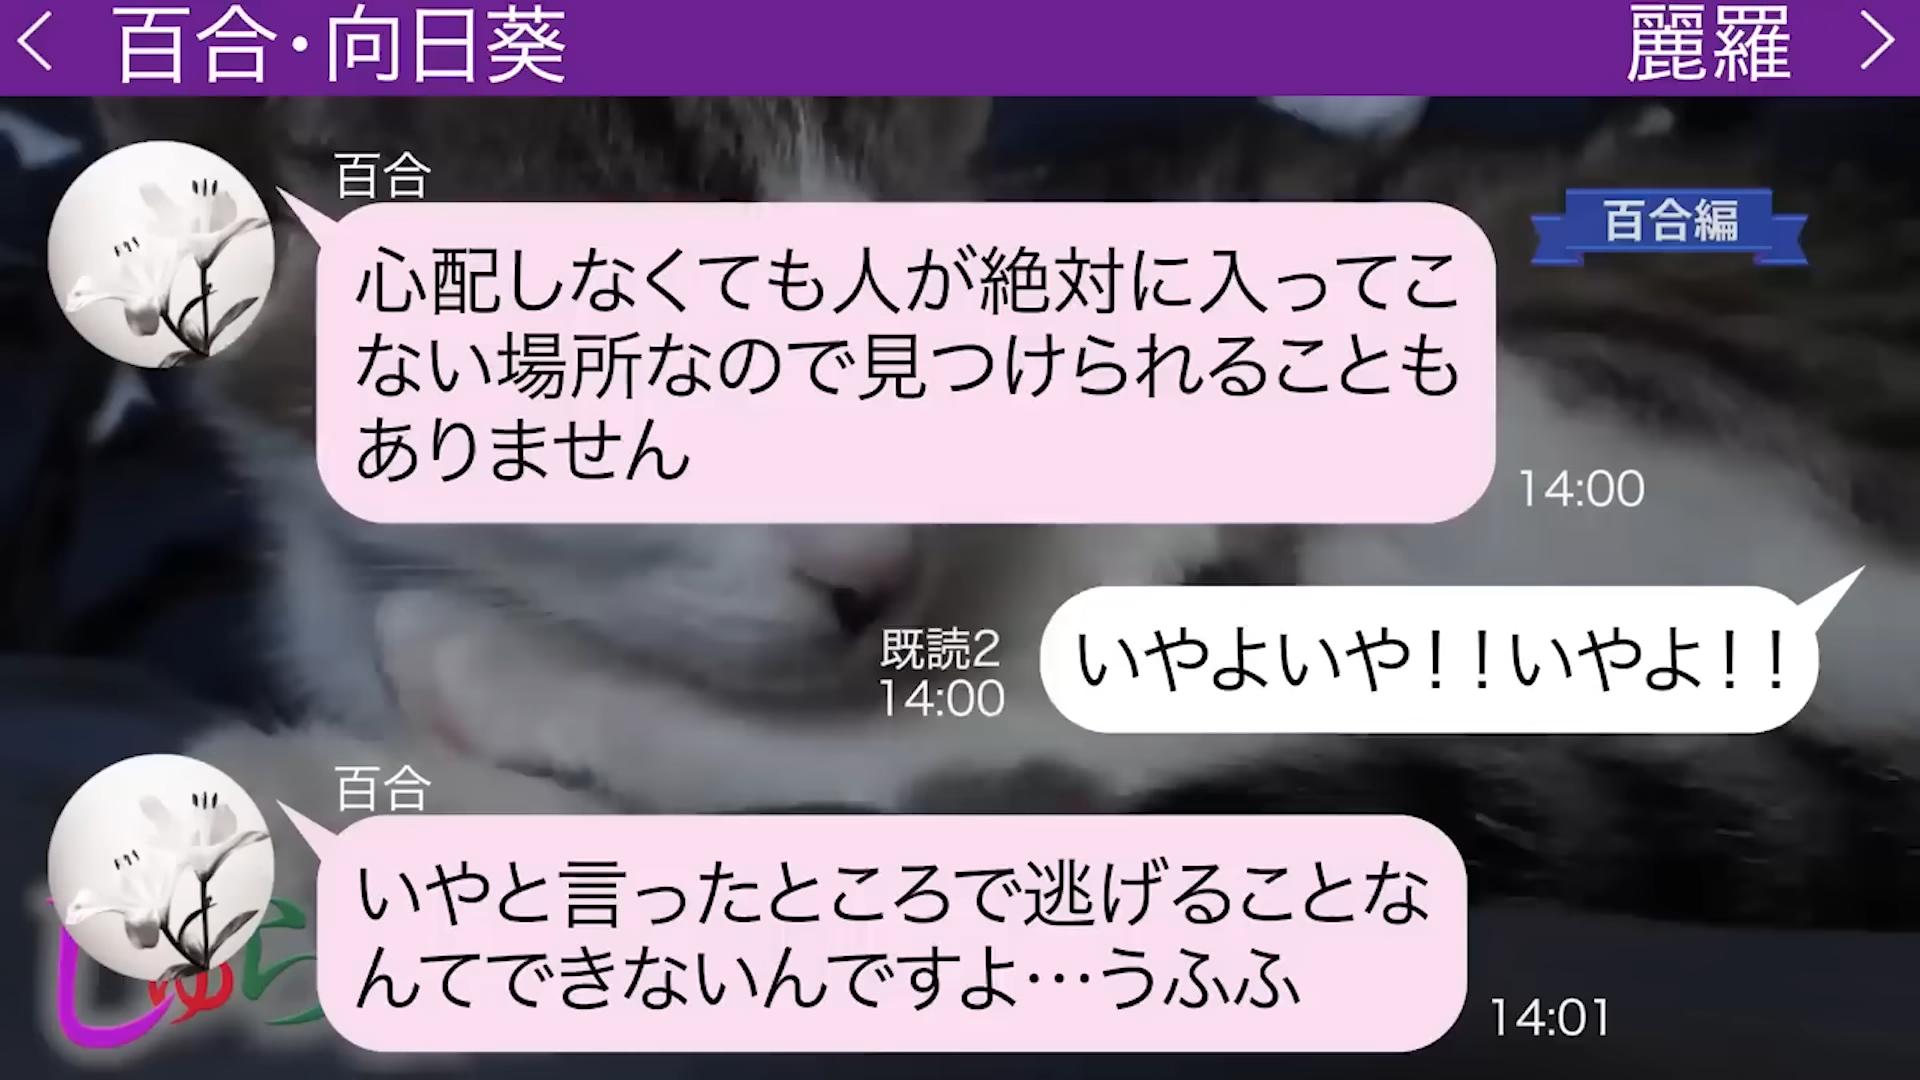 百合・向日葵
麗羅
百合
百合編
心配しなくても人が絶対に入ってこ
ない場所なので見つけられることも
ありません
14:00
いやよいや！！いやよ！！
既読2
14:00
百合
いやと言ったところで逃げることな
んてできないんですよ…うふふ
14:01
しゅら